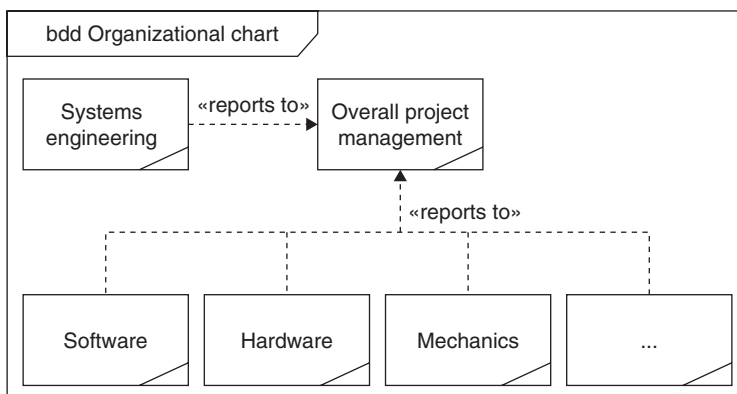 bdd Organizational chart
Systems
engineering
«reports to»
Overall project
management
«reports to»
Software
Hardware
Mechanics
...